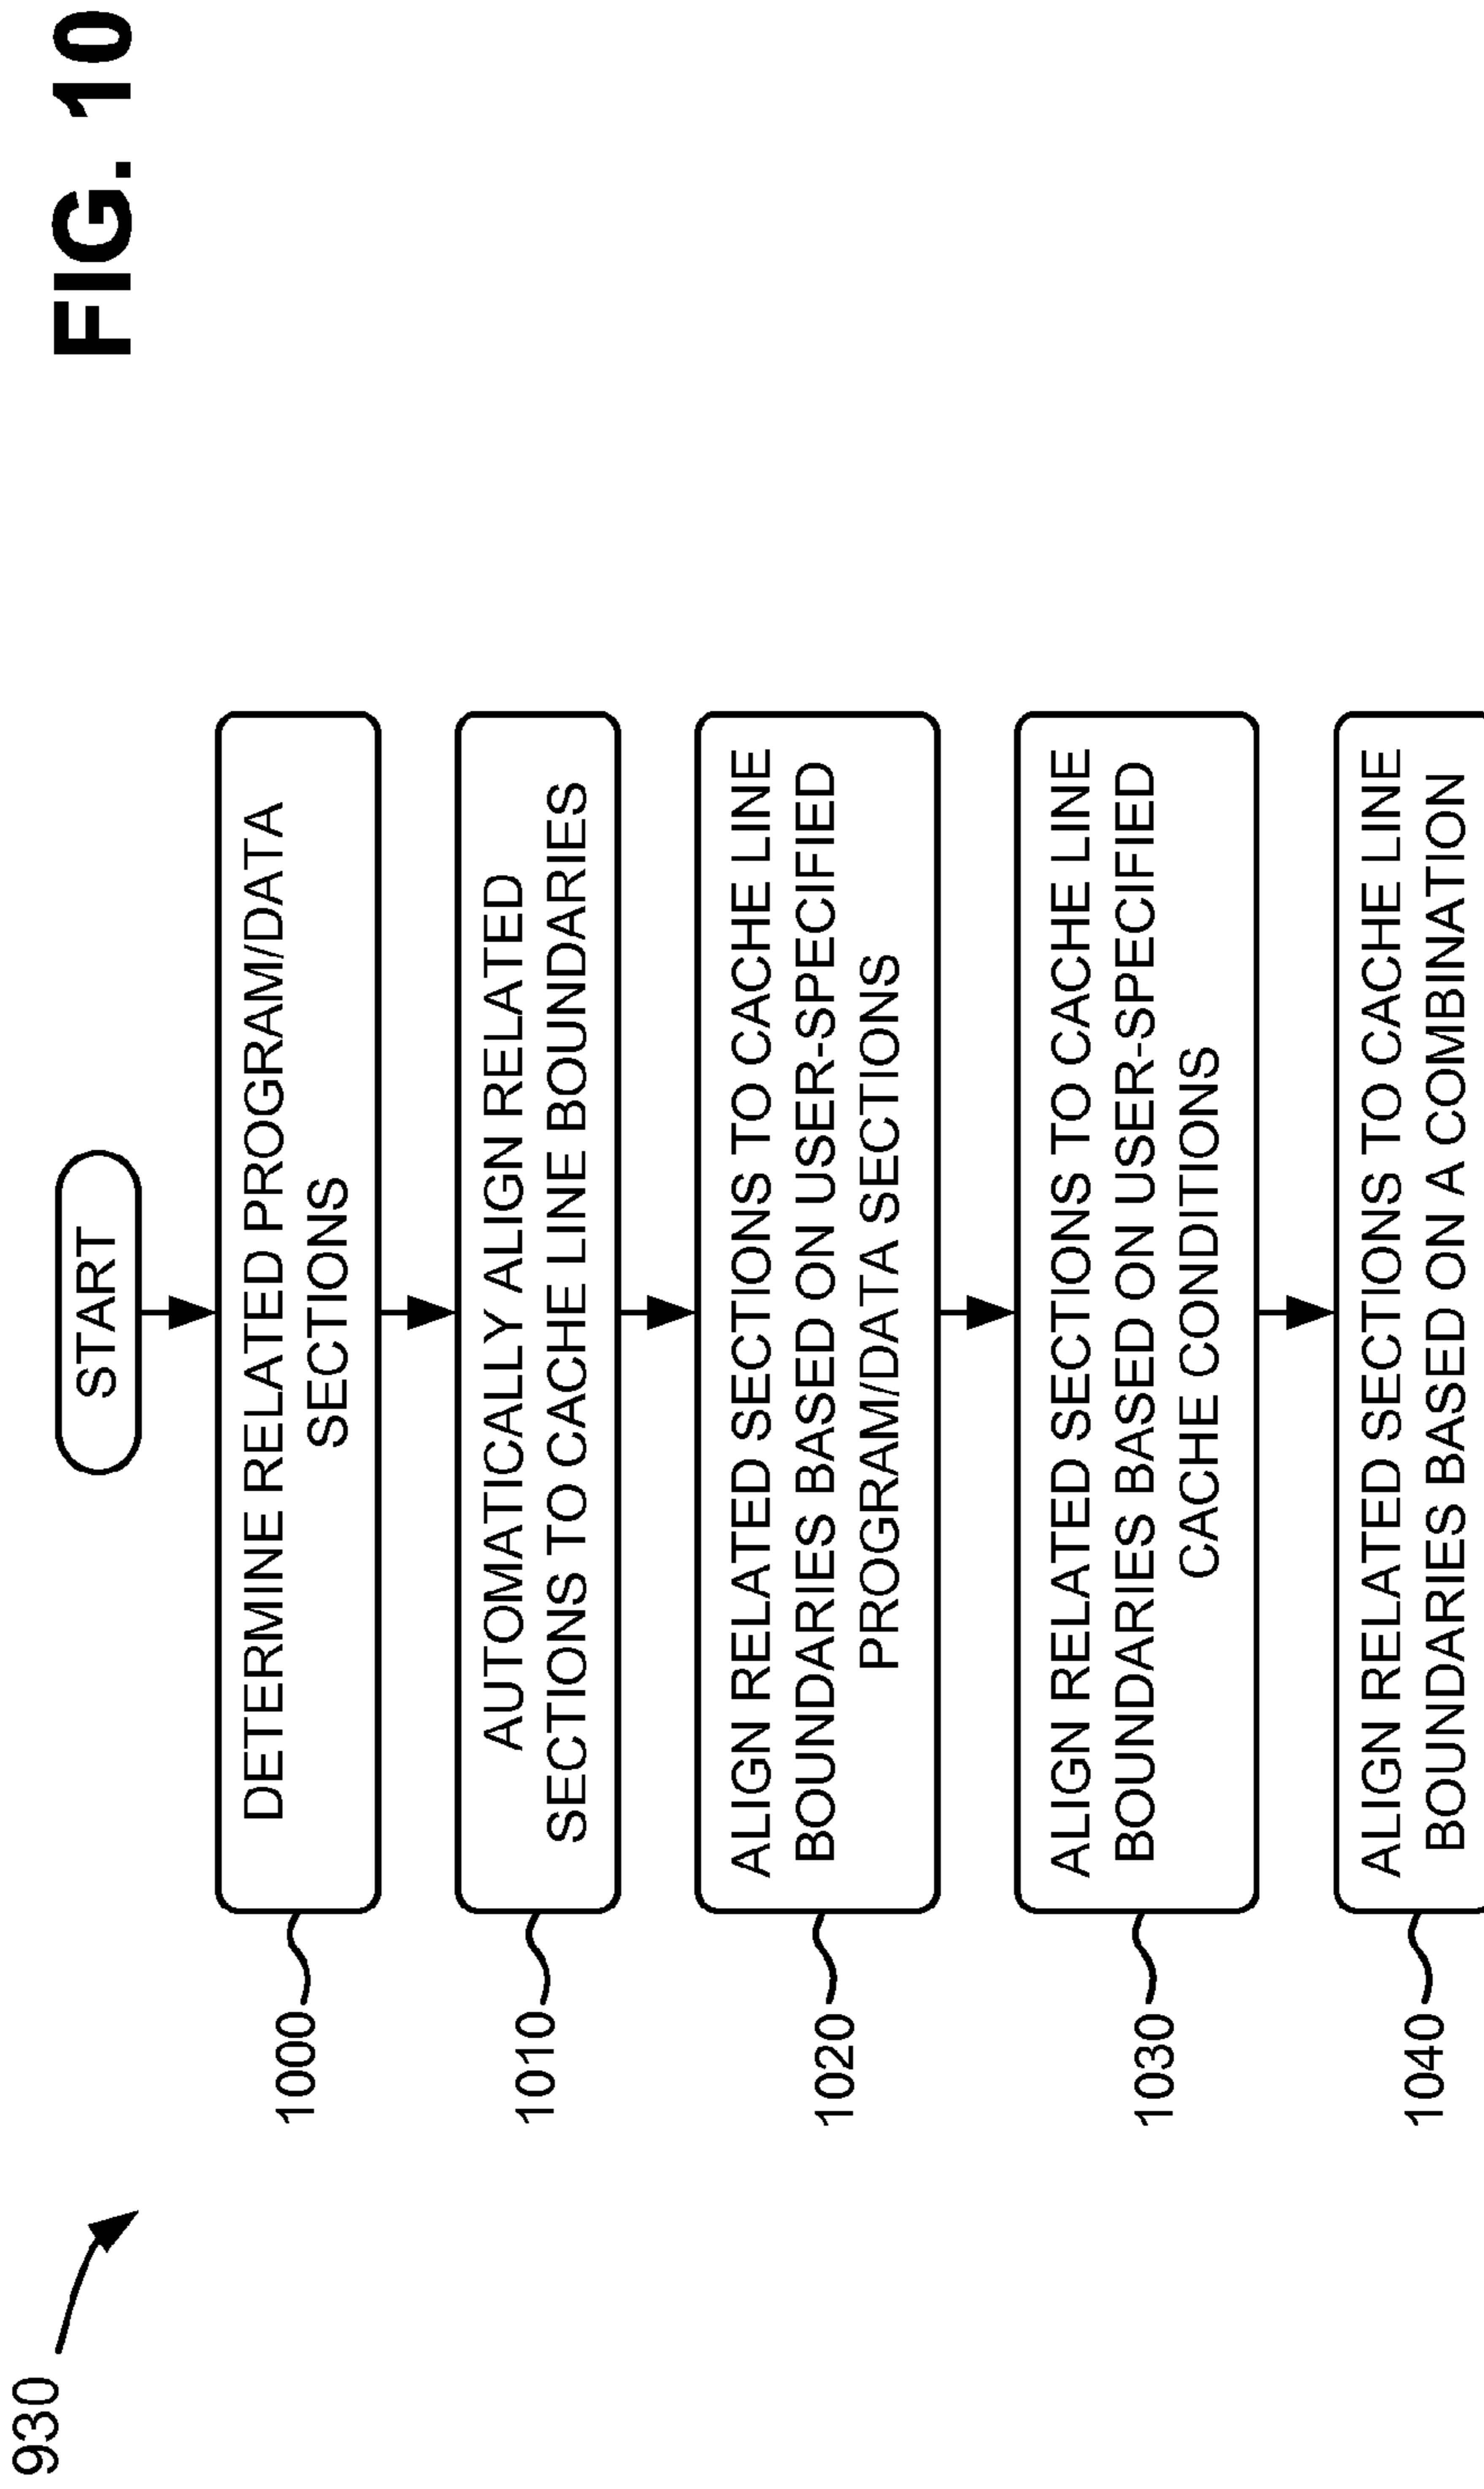 FIG. 10
930
START
1000
DETERMINE RELATED PROGRAM/DATA
SECTIONS
1010
AUTOMATICALLY ALIGN RELATED
SECTIONS TO CACHE LINE BOUNDARIES
1020
ALIGN RELATED SECTIONS TO CACHE LINE
BOUNDARIES BASED ON USER-SPECIFIED
PROGRAM/DATA SECTIONS
1030
ALIGN RELATED SECTIONS TO CACHE LINE
BOUNDARIES BASED ON USER-SPECIFIED
CACHE CONDITIONS
1040
ALIGN RELATED SECTIONS TO CACHE LINE
BOUNDARIES BASED ON A COMBINATION